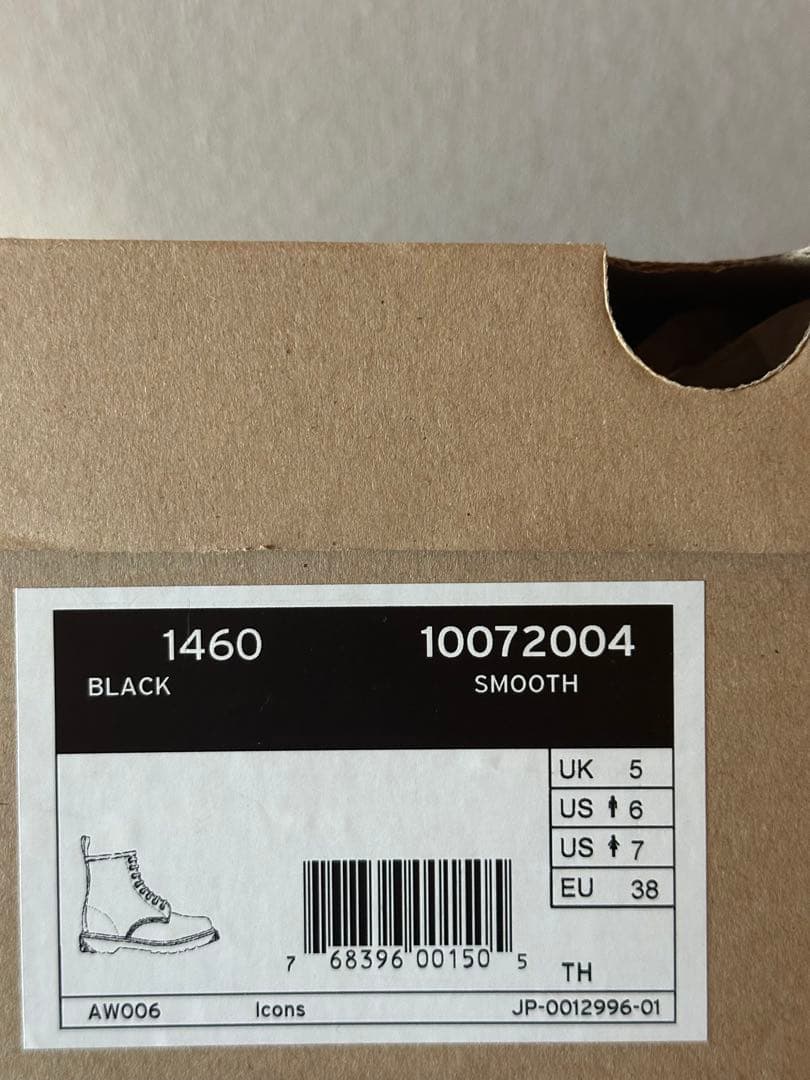 1460 10072004
BLACK SMOOTH
UK 5
US 6
US 7
EU 38
7 68396 00150 5
TH
AW006 Icons JP-0012996-01